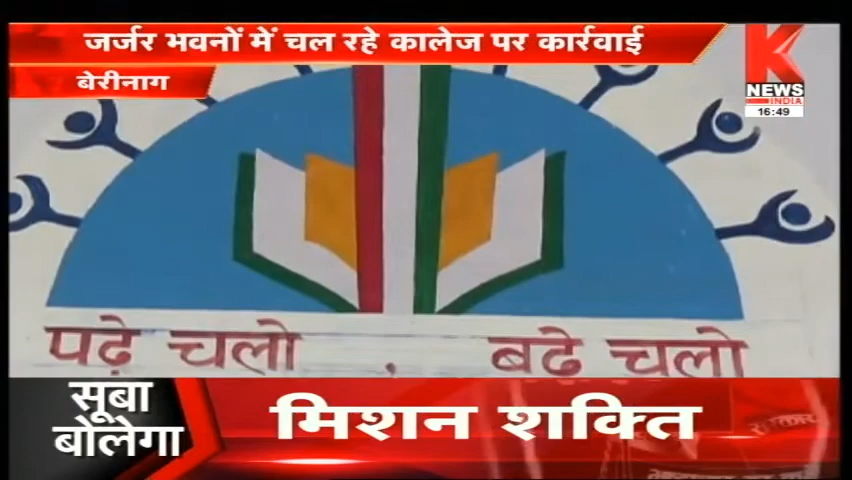 जर्जर भवनों में चल रहे कालेज पर कार्रवाई
बेरीनाग
K
NEWS
INDIA
16:49
पढ़े चलो . बढ़े चलो
सूबा
बोलेगा
मिशन शक्ति